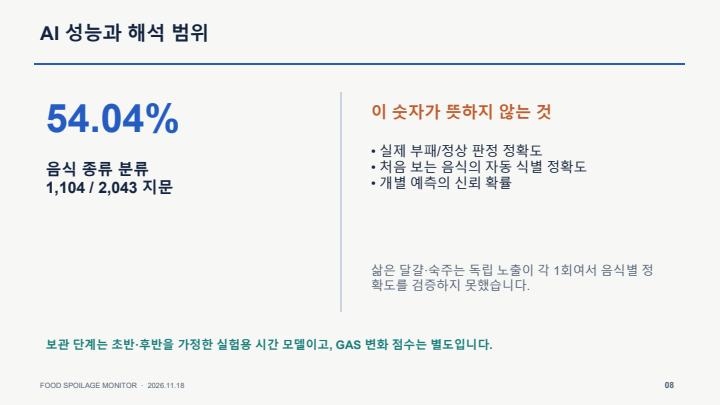 AI 성능과 해석 범위
54.04%
음식 종류 분류
1,104 / 2,043 지문
이 숫자가 뜻하지 않는 것
• 실제 부패/정상 판정 정확도
• 처음 보는 음식의 자동 식별 정확도
• 개별 예측의 신뢰 확률
삶은 달걀·숙주는 독립 노출이 각 1회여서 음식별 정
확도를 검증하지 못했습니다.
보관 단계는 초반·후반을 가정한 실험용 시간 모델이고, GAS 변화 점수는 별도입니다.
FOOD SPOILAGE MONITOR · 2026.11.18
08